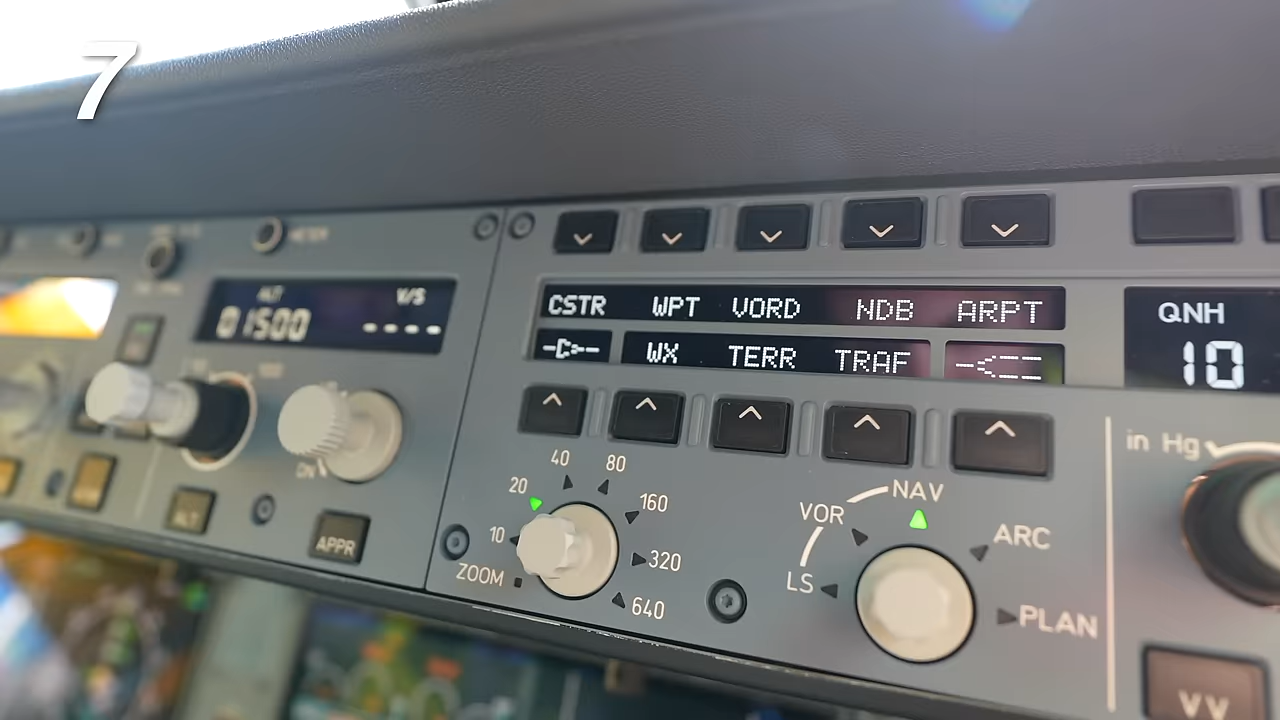 7
ALT V/S
01500 ----
CSTR WPT VORD NDB ARPT
WX TERR TRAF
QNH
10
in Hg
ZOOM 10 20 40 80 160 320 640
LS VOR NAV ARC PLAN
ALT
APPR
VV